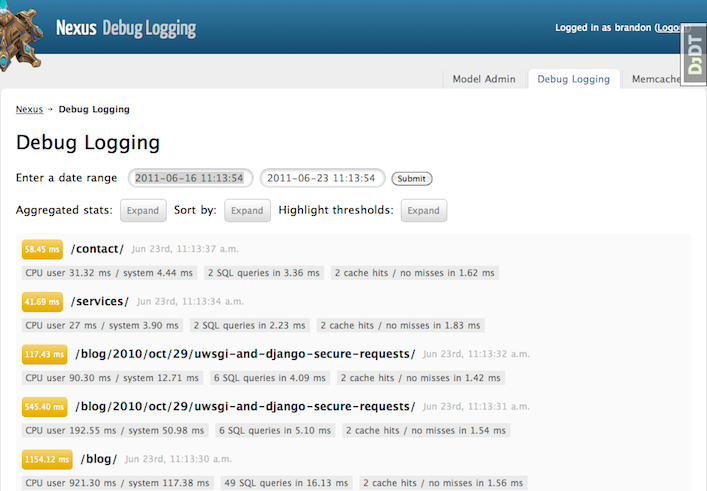 Nexus Debug Logging
Logged in as brandon (Logout)
DJDT
Model Admin Debug Logging Memcache
Nexus → Debug Logging
Debug Logging
Enter a date range 2011-06-16 11:13:54 2011-06-23 11:13:54 Submit
Aggregated stats: Expand Sort by: Expand Highlight thresholds: Expand
58.45 ms /contact/ Jun 23rd, 11:13:37 a.m.
CPU user 31.32 ms / system 4.44 ms 2 SQL queries in 3.36 ms 2 cache hits / no misses in 1.62 ms
41.69 ms /services/ Jun 23rd, 11:13:34 a.m.
CPU user 27 ms / system 3.90 ms 2 SQL queries in 2.23 ms 2 cache hits / no misses in 1.83 ms
117.43 ms /blog/2010/oct/29/uwsgi-and-django-secure-requests/ Jun 23rd, 11:13:32 a.m.
CPU user 90.30 ms / system 12.71 ms 6 SQL queries in 4.09 ms 2 cache hits / no misses in 1.42 ms
545.40 ms /blog/2010/oct/29/uwsgi-and-django-secure-requests/ Jun 23rd, 11:13:31 a.m.
CPU user 192.55 ms / system 50.98 ms 6 SQL queries in 5.10 ms 2 cache hits / no misses in 1.54 ms
1154.12 ms /blog/ Jun 23rd, 11:13:30 a.m.
CPU user 921.30 ms / system 117.38 ms 49 SQL queries in 16.13 ms 2 cache hits / no misses in 1.56 ms